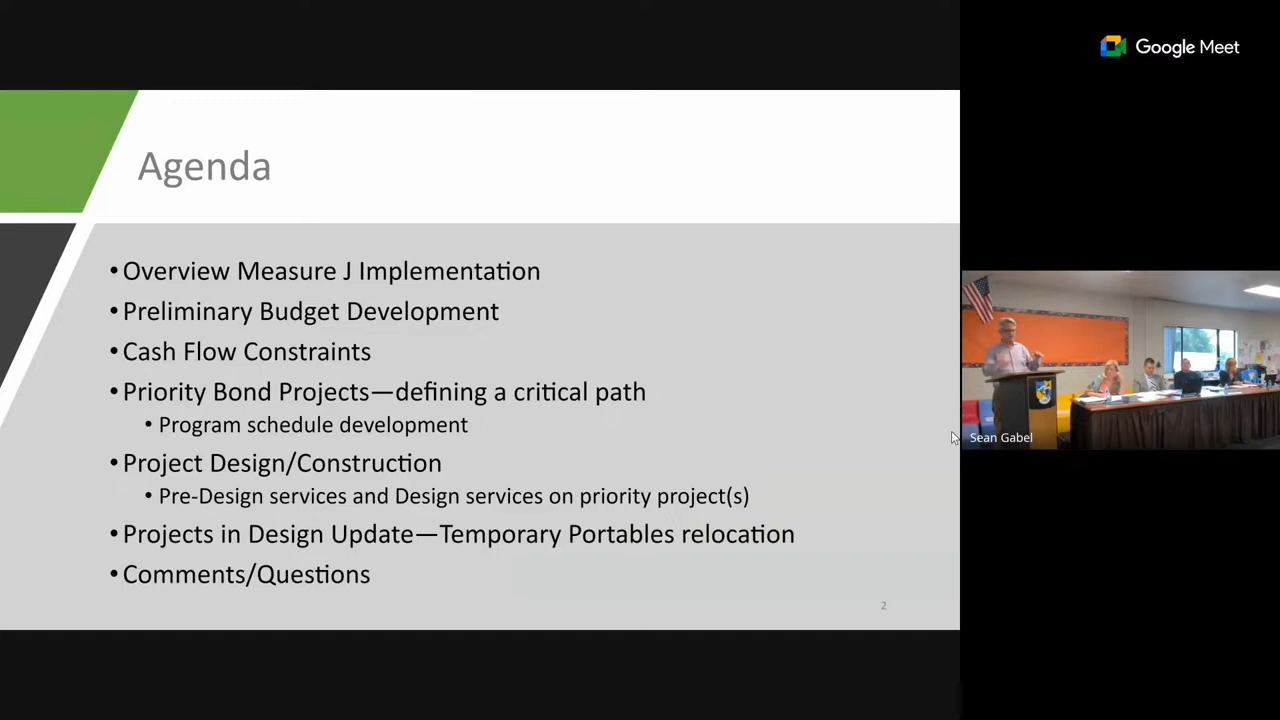 Google Meet
Agenda
•Overview Measure J Implementation
•Preliminary Budget Development
•Cash Flow Constraints
•Priority Bond Projects—defining a critical path
•Program schedule development
•Project Design/Construction
•Pre-Design services and Design services on priority project(s)
•Projects in Design Update—Temporary Portables relocation
•Comments/Questions
2
Sean Gabel